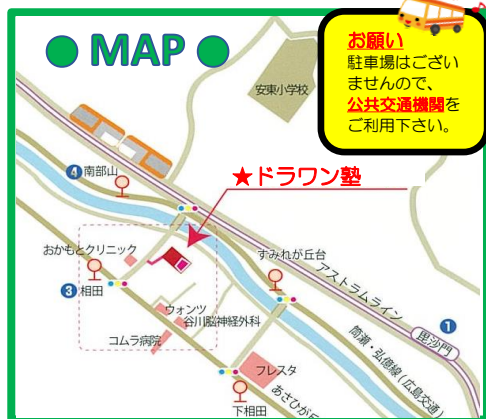 ● MAP ●
お願い
駐車場はござい
ませんので、
公共交通機関を
ご利用下さい。
安東小学校
4 南部山
★ドラワン塾
おかもとクリニック
すみれが丘台
3 相田
アストラムライン
ウォンツ
谷川脳神経外科
1
毘沙門
コムラ病院
筒瀬・弘億線(広島交通)
フレスタ
下相田
あさひが